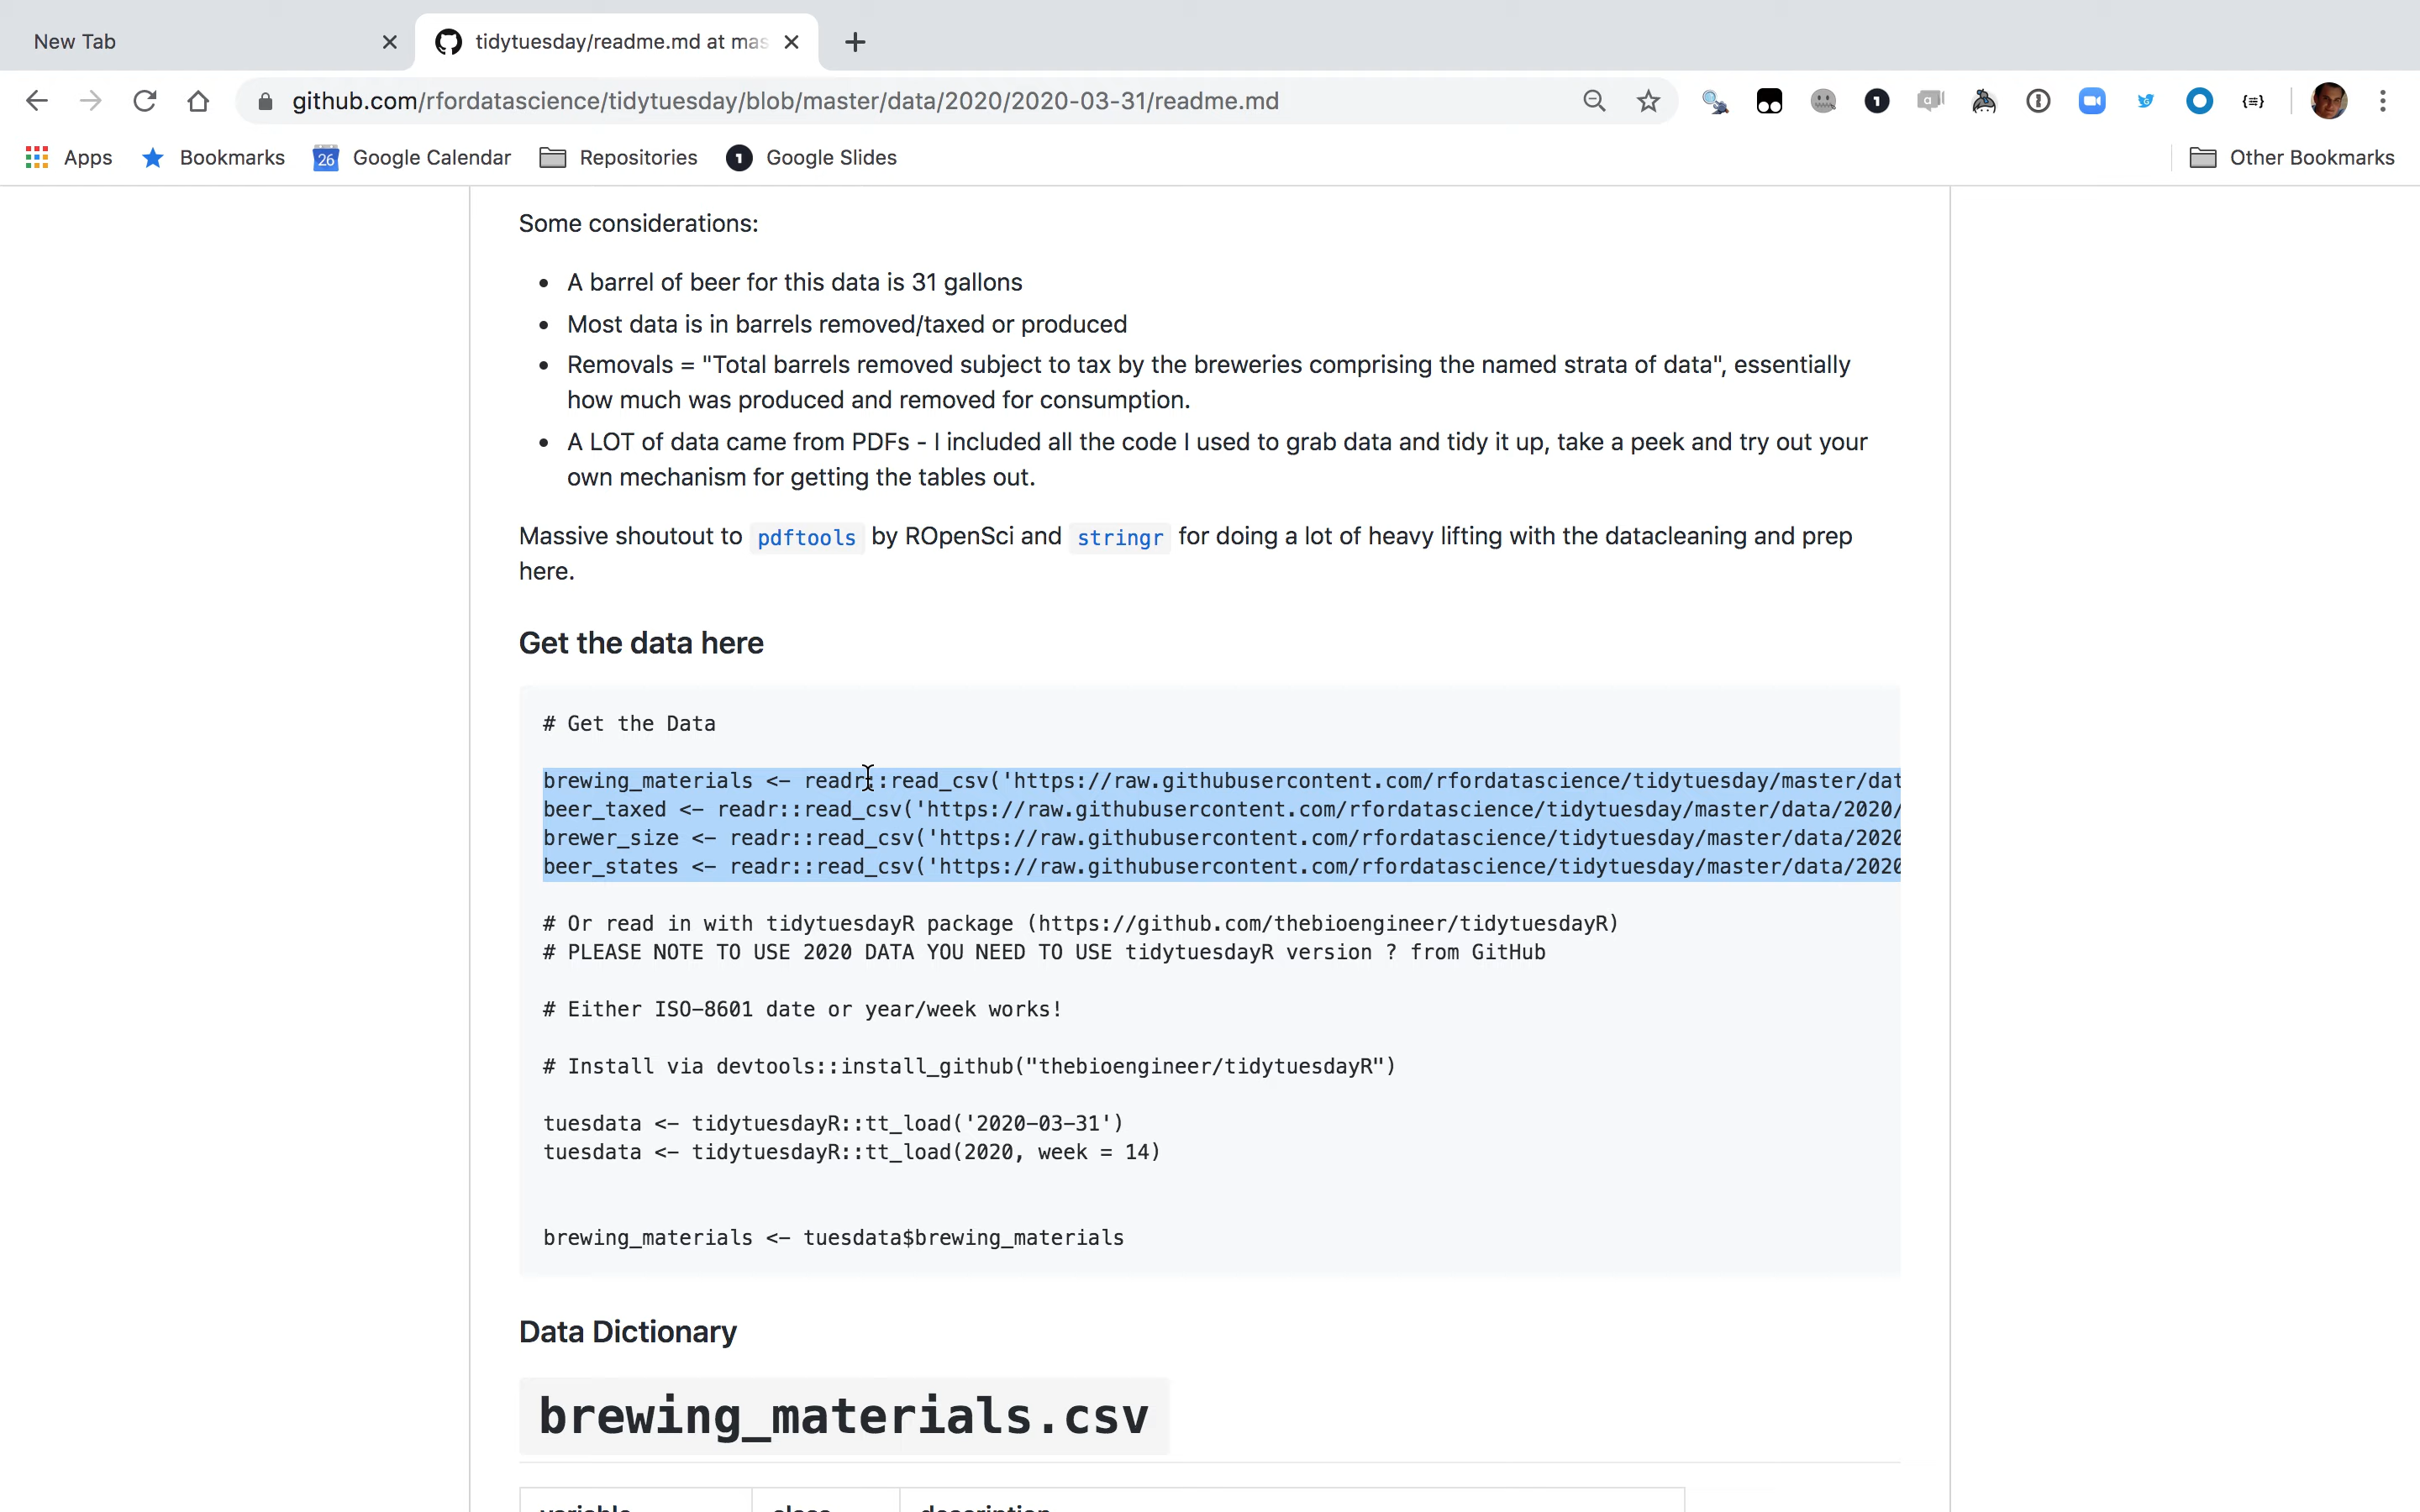 New Tab
tidytuesday/readme.md at mas
github.com/rfordatascience/tidytuesday/blob/master/data/2020/2020-03-31/readme.md
Apps
Bookmarks
26
Google Calendar
Repositories
1
Google Slides
Other Bookmarks
Some considerations:
• A barrel of beer for this data is 31 gallons
• Most data is in barrels removed/taxed or produced
• Removals = "Total barrels removed subject to tax by the breweries comprising the named strata of data", essentially
how much was produced and removed for consumption.
• A LOT of data came from PDFs - I included all the code I used to grab data and tidy it up, take a peek and try out your
own mechanism for getting the tables out.
Massive shoutout to pdftools by ROpenSci and stringr for doing a lot of heavy lifting with the datacleaning and prep
here.
Get the data here
# Get the Data
brewing_materials <- readr::read_csv('https://raw.githubusercontent.com/rfordatascience/tidytuesday/master/dat
beer_taxed <- readr::read_csv('https://raw.githubusercontent.com/rfordatascience/tidytuesday/master/data/2020/
brewer_size <- readr::read_csv('https://raw.githubusercontent.com/rfordatascience/tidytuesday/master/data/2020
beer_states <- readr::read_csv('https://raw.githubusercontent.com/rfordatascience/tidytuesday/master/data/2020
# Or read in with tidytuesdayR package (https://github.com/thebioengineer/tidytuesdayR)
# PLEASE NOTE TO USE 2020 DATA YOU NEED TO USE tidytuesdayR version ? from GitHub
# Either ISO-8601 date or year/week works!
# Install via devtools::install_github("thebioengineer/tidytuesdayR")
tuesdata <- tidytuesdayR::tt_load('2020-03-31')
tuesdata <- tidytuesdayR::tt_load(2020, week = 14)
brewing_materials <- tuesdata$brewing_materials
Data Dictionary
brewing_materials.csv
variable class description